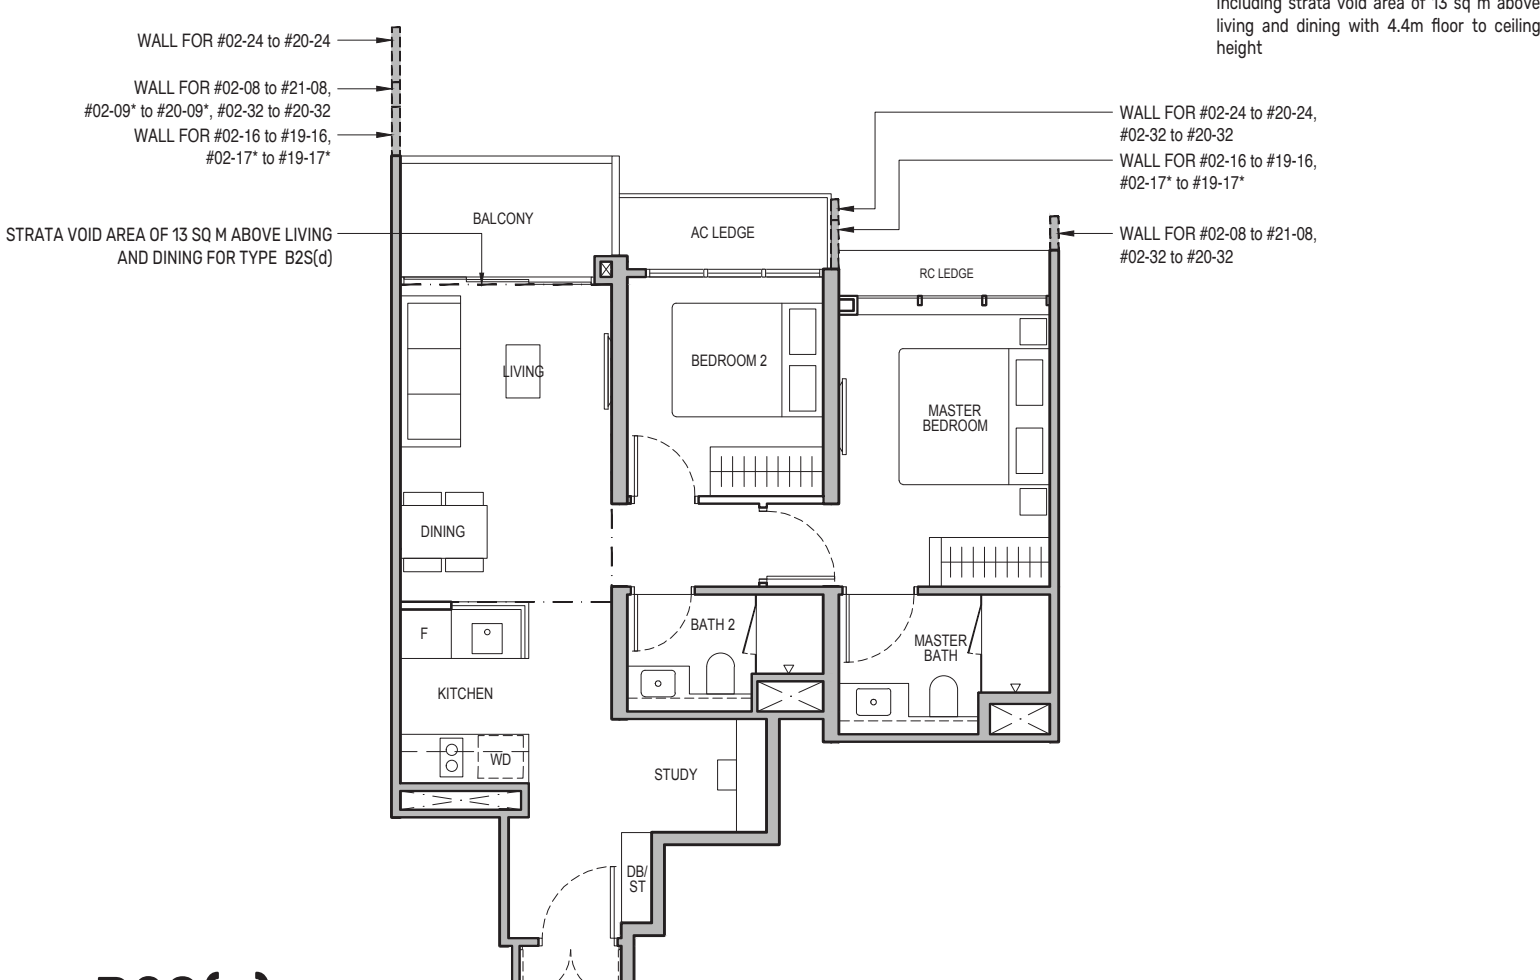 Including strata void area of 13 sq m above
living and dining with 4.4m floor to ceiling
height
WALL FOR #02-24 to #20-24
WALL FOR #02-08 to #21-08,
#02-09* to #20-09*, #02-32 to #20-32
WALL FOR #02-16 to #19-16,
#02-17* to #19-17*
STRATA VOID AREA OF 13 SQ M ABOVE LIVING
AND DINING FOR TYPE B2S(d)
WALL FOR #02-24 to #20-24,
#02-32 to #20-32
WALL FOR #02-16 to #19-16,
#02-17* to #19-17*
WALL FOR #02-08 to #21-08,
#02-32 to #20-32
BALCONY
AC LEDGE
RC LEDGE
LIVING
BEDROOM 2
MASTER
BEDROOM
DINING
F
BATH 2
MASTER
BATH
KITCHEN
WD
STUDY
DB/
ST